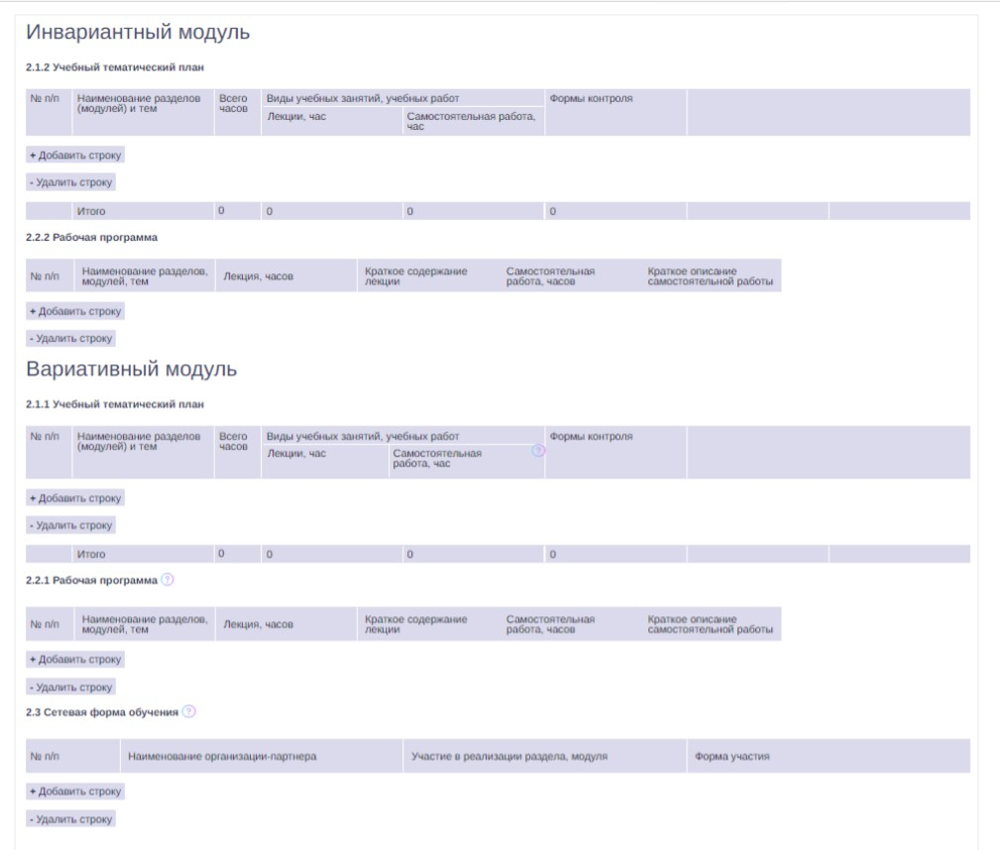 Инвариантный модуль
2.1.2 Учебный тематический план
№ п/п Наименование разделов Всего Виды учебных занятий, учебных работ Формы контроля
(модулей) и тем часов
Лекции, час Самостоятельная работа,
час
+ Добавить строку
- Удалить строку
Итого 0 0 0 0
2.2.2 Рабочая программа
Наименование разделов, Краткое содержание Самостоятельная Краткое описание
№ п/п Лекция, часов
модулей, тем лекции работа, часов самостоятельной работы
+ Добавить строку
- Удалить строку
Вариативный модуль
2.1.1 Учебный тематический план
№ п/п Наименование разделов Всего Виды учебных занятий, учебных работ Формы контроля
(модулей) и тем часов
Лекции, час Самостоятельная ?
работа, час
+ Добавить строку
- Удалить строку
Итого 0 0 0 0
2.2.1 Рабочая программа ?
Наименование разделов, Краткое содержание Самостоятельная Краткое описание
№ п/п Лекция, часов
модулей, тем лекции работа, часов самостоятельной работы
+ Добавить строку
- Удалить строку
2.3 Сетевая форма обучения ?
№ п/п Наименование организации-партнера Участие в реализации раздела, модуля Форма участия
+ Добавить строку
- Удалить строку